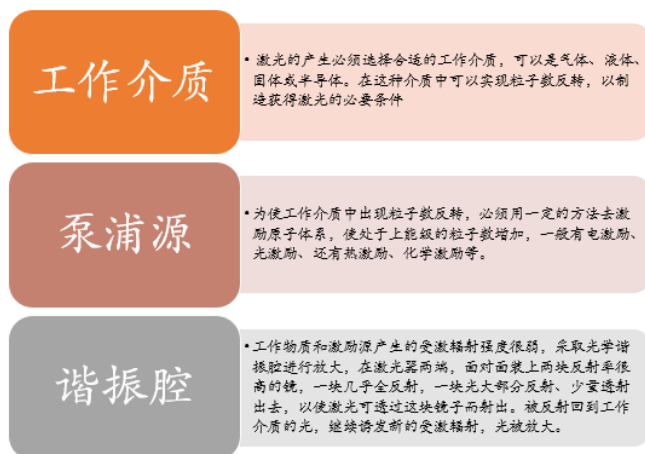 工作介质
• 激光的产生必须选择合适的工作介质，可以是气体、液体、
固体或半导体。在这种介质中可以实现粒子数反转，以制
造获得激光的必要条件
泵浦源
•为使工作介质中出现粒子数反转，必须用一定的方法去激
励原子体系，使处于上能级的粒子数增加，一般有电激励、
光激励、还有热激励、化学激励等。
谐振腔
•工作物质和激励源产生的受激辐射强度很弱，采取光学谐
振腔进行放大，在激光器两端，面对面装上两块反射率很
高的镜，一块几乎全反射，一块光大部分反射、少量透射
出去，以使激光可透过这块镜子而射出。被反射回到工作
介质的光，继续诱发新的受激辐射，光被放大。